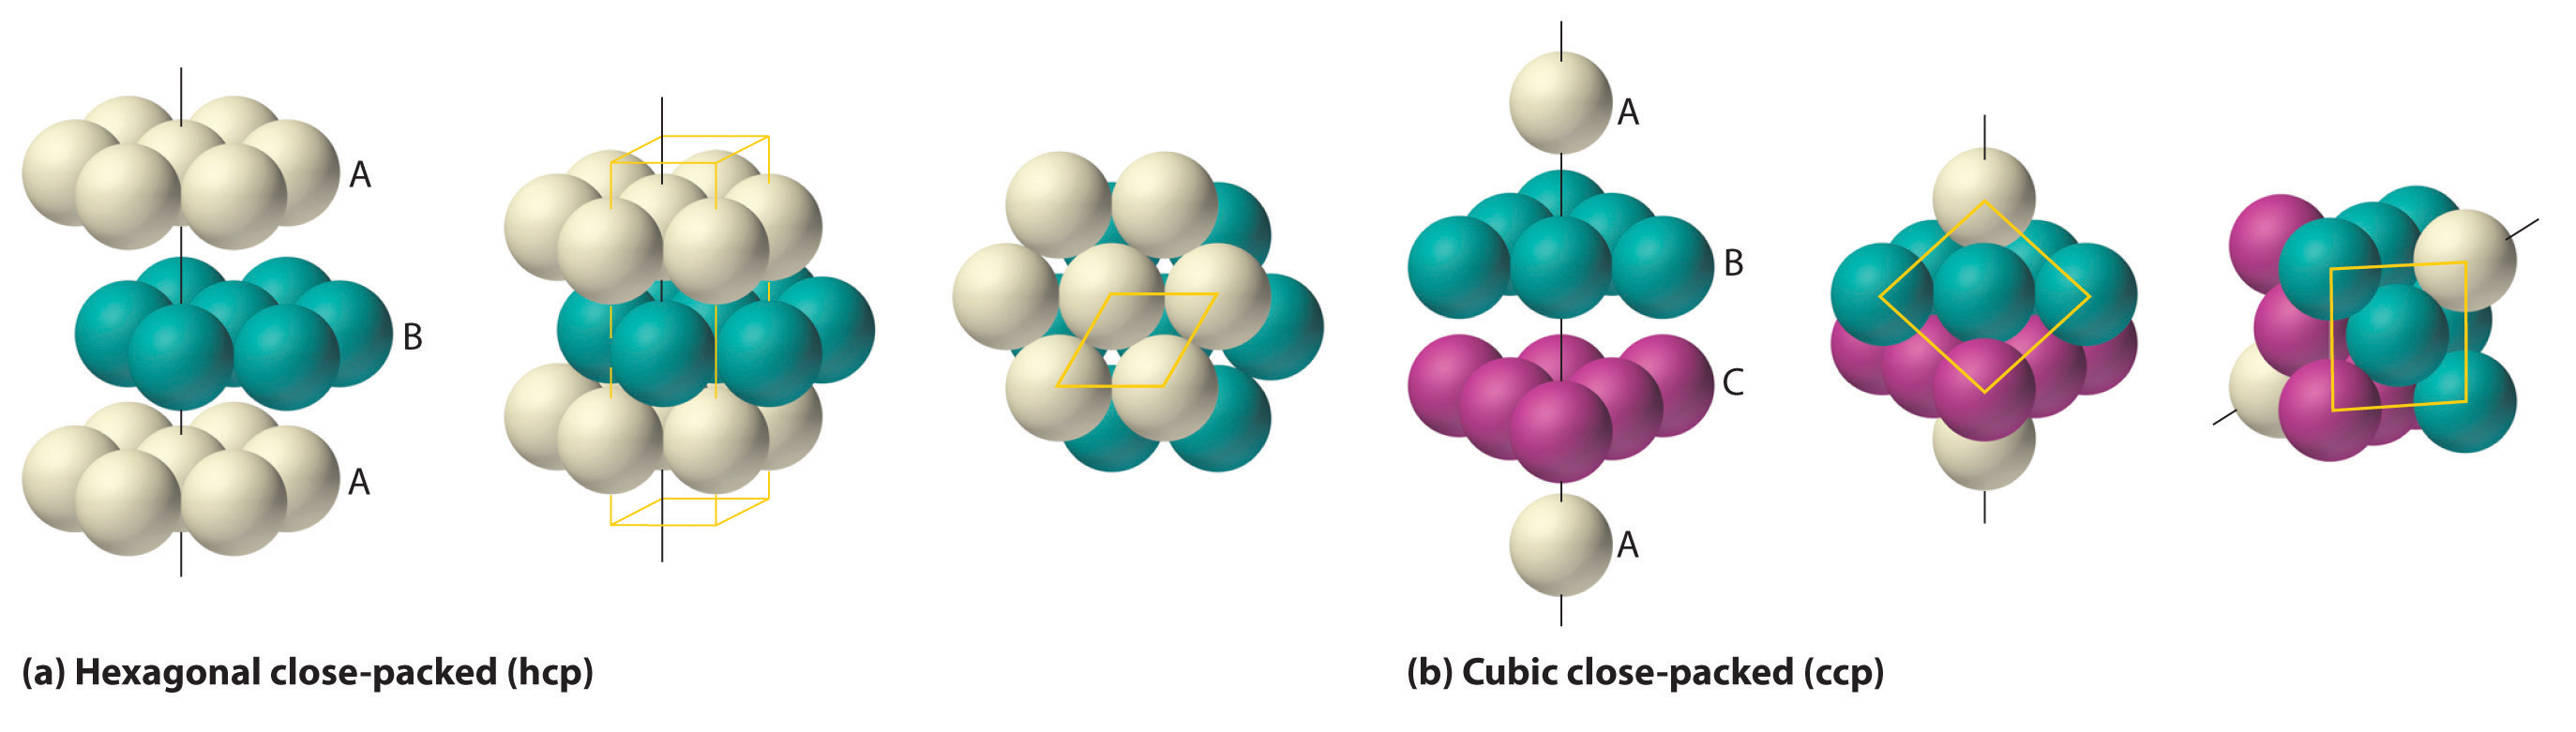 A
B
A
A
B
C
A
(a) Hexagonal close-packed (hcp)
(b) Cubic close-packed (ccp)